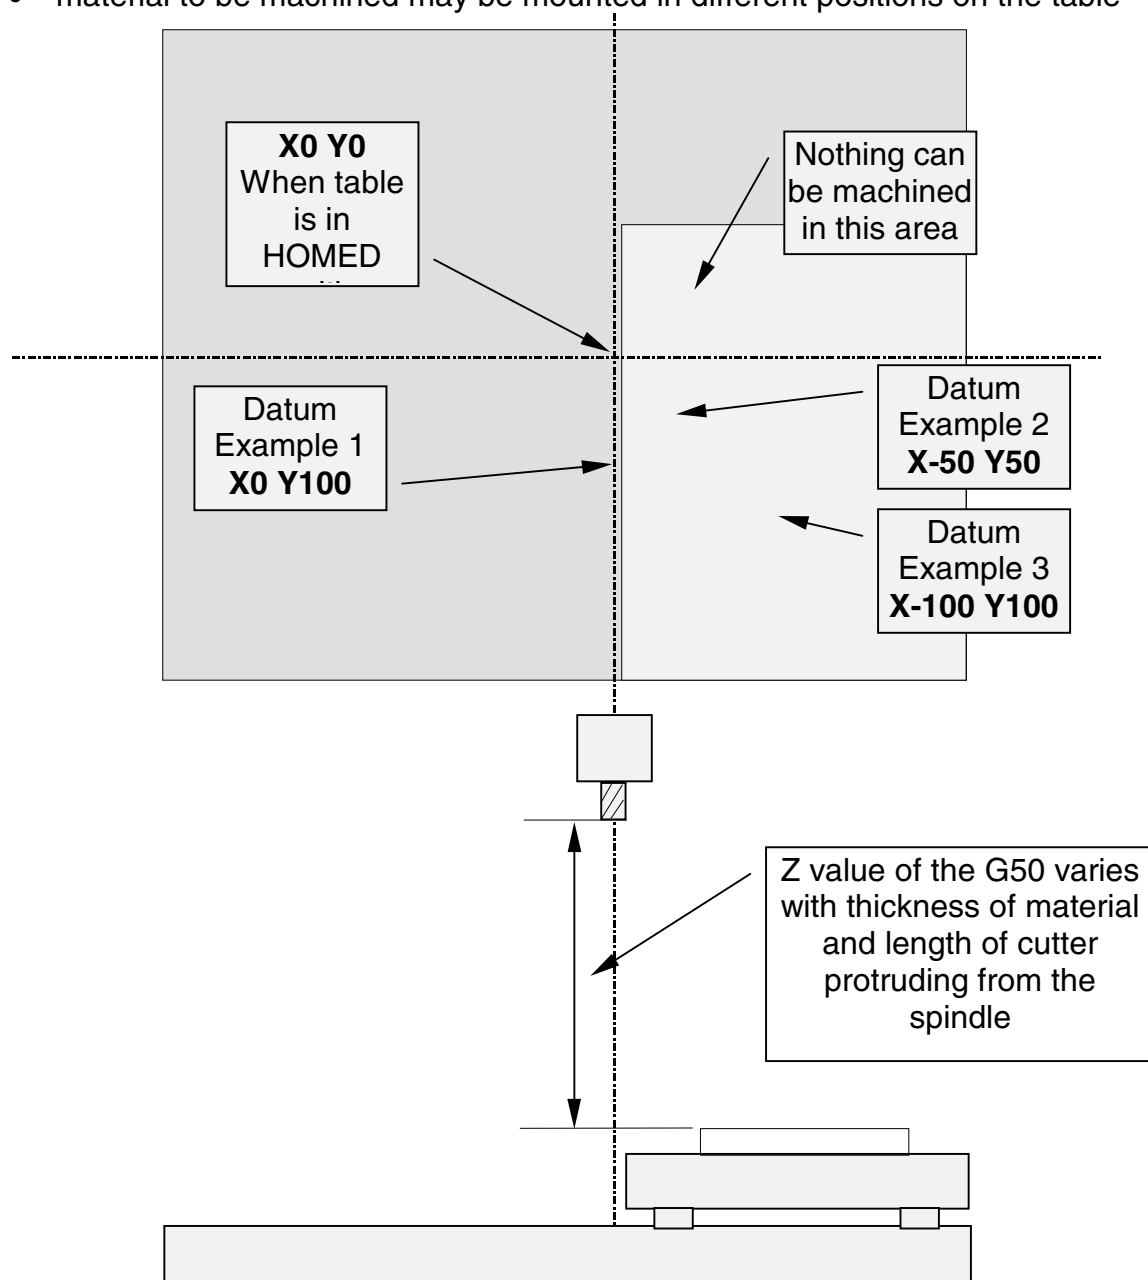 • material to be machined may be mounted in different positions on the table
X0 Y0
When table
is in
HOMED
Nothing can
be machined
in this area
Datum
Example 1
X0 Y100
Datum
Example 2
X-50 Y50
Datum
Example 3
X-100 Y100
Z value of the G50 varies
with thickness of material
and length of cutter
protruding from the
spindle